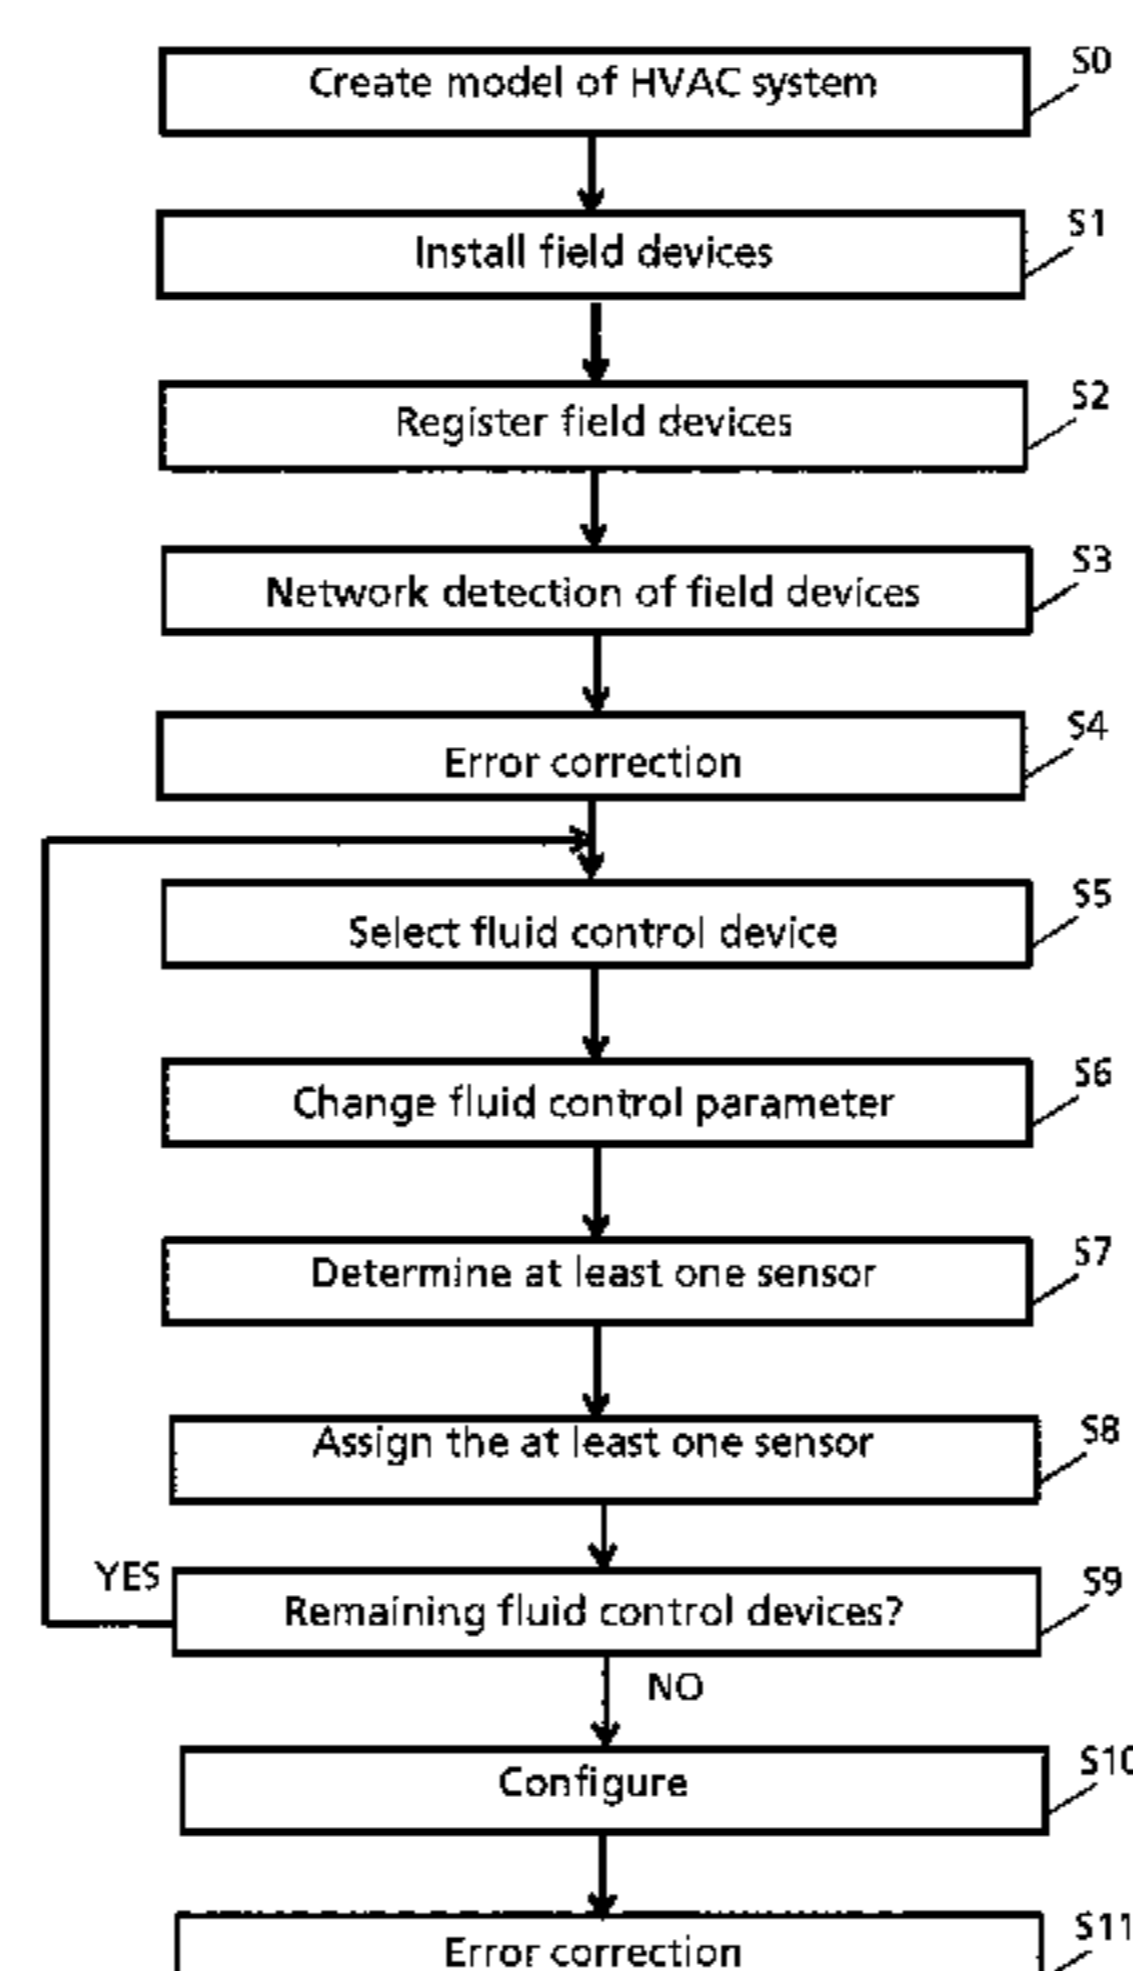 Create model of HVAC system
S0
Install field devices
S1
Register field devices
S2
Network detection of field devices
S3
Error correction
S4
Select fluid control device
S5
Change fluid control parameter
S6
Determine at least one sensor
S7
Assign the at least one sensor
S8
YES
Remaining fluid control devices?
S9
NO
Configure
S10
Error correction
S11